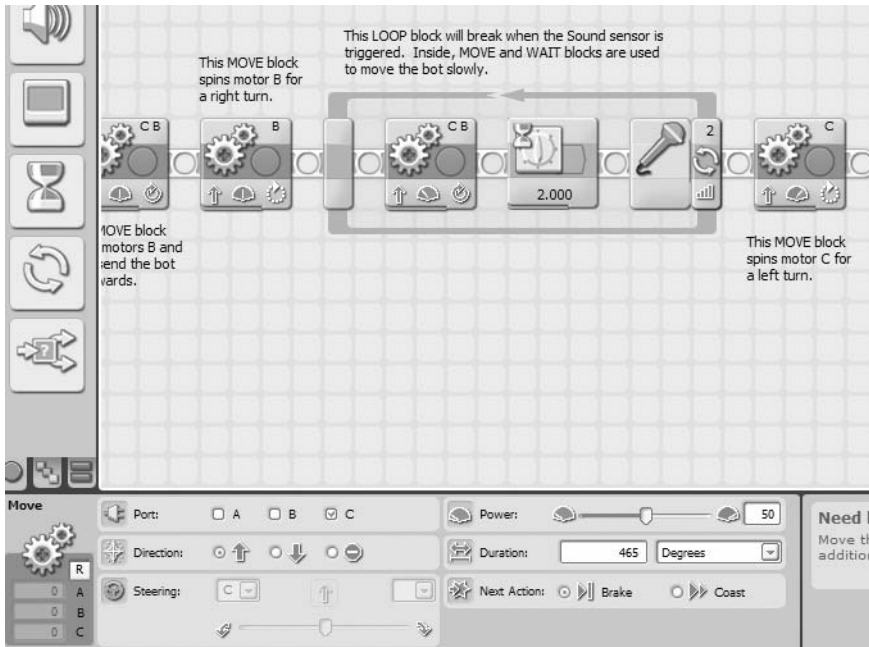 This LOOP block will break when the Sound sensor is
triggered. Inside, MOVE and WAIT blocks are used
to move the bot slowly.
This MOVE block
spins motor B for
a right turn.
C B
B
C B
2
C
2.000
MOVE block
motors B and
send the bot
wards.
This MOVE block
spins motor C for
a left turn.
Move
Port: A B C
Power: 50
Need
Move th
addition
Direction:
Duration: 465 Degrees
R
0 A
Steering: C
Next Action: Brake Coast
0 B
0 C